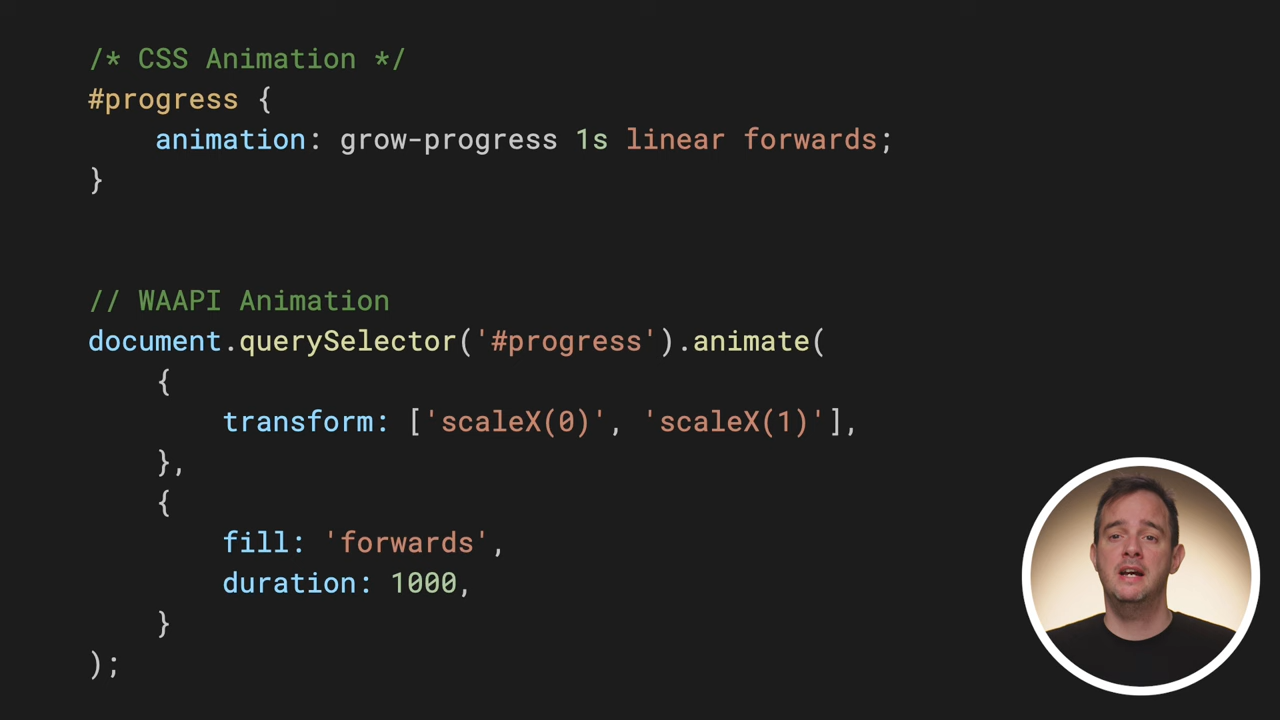 /* CSS Animation */
#progress {
    animation: grow-progress 1s linear forwards;
}
// WAAPI Animation
document.querySelector('#progress').animate(
    {
        transform: ['scaleX(0)', 'scaleX(1)'],
    },
    {
        fill: 'forwards',
        duration: 1000,
    }
);